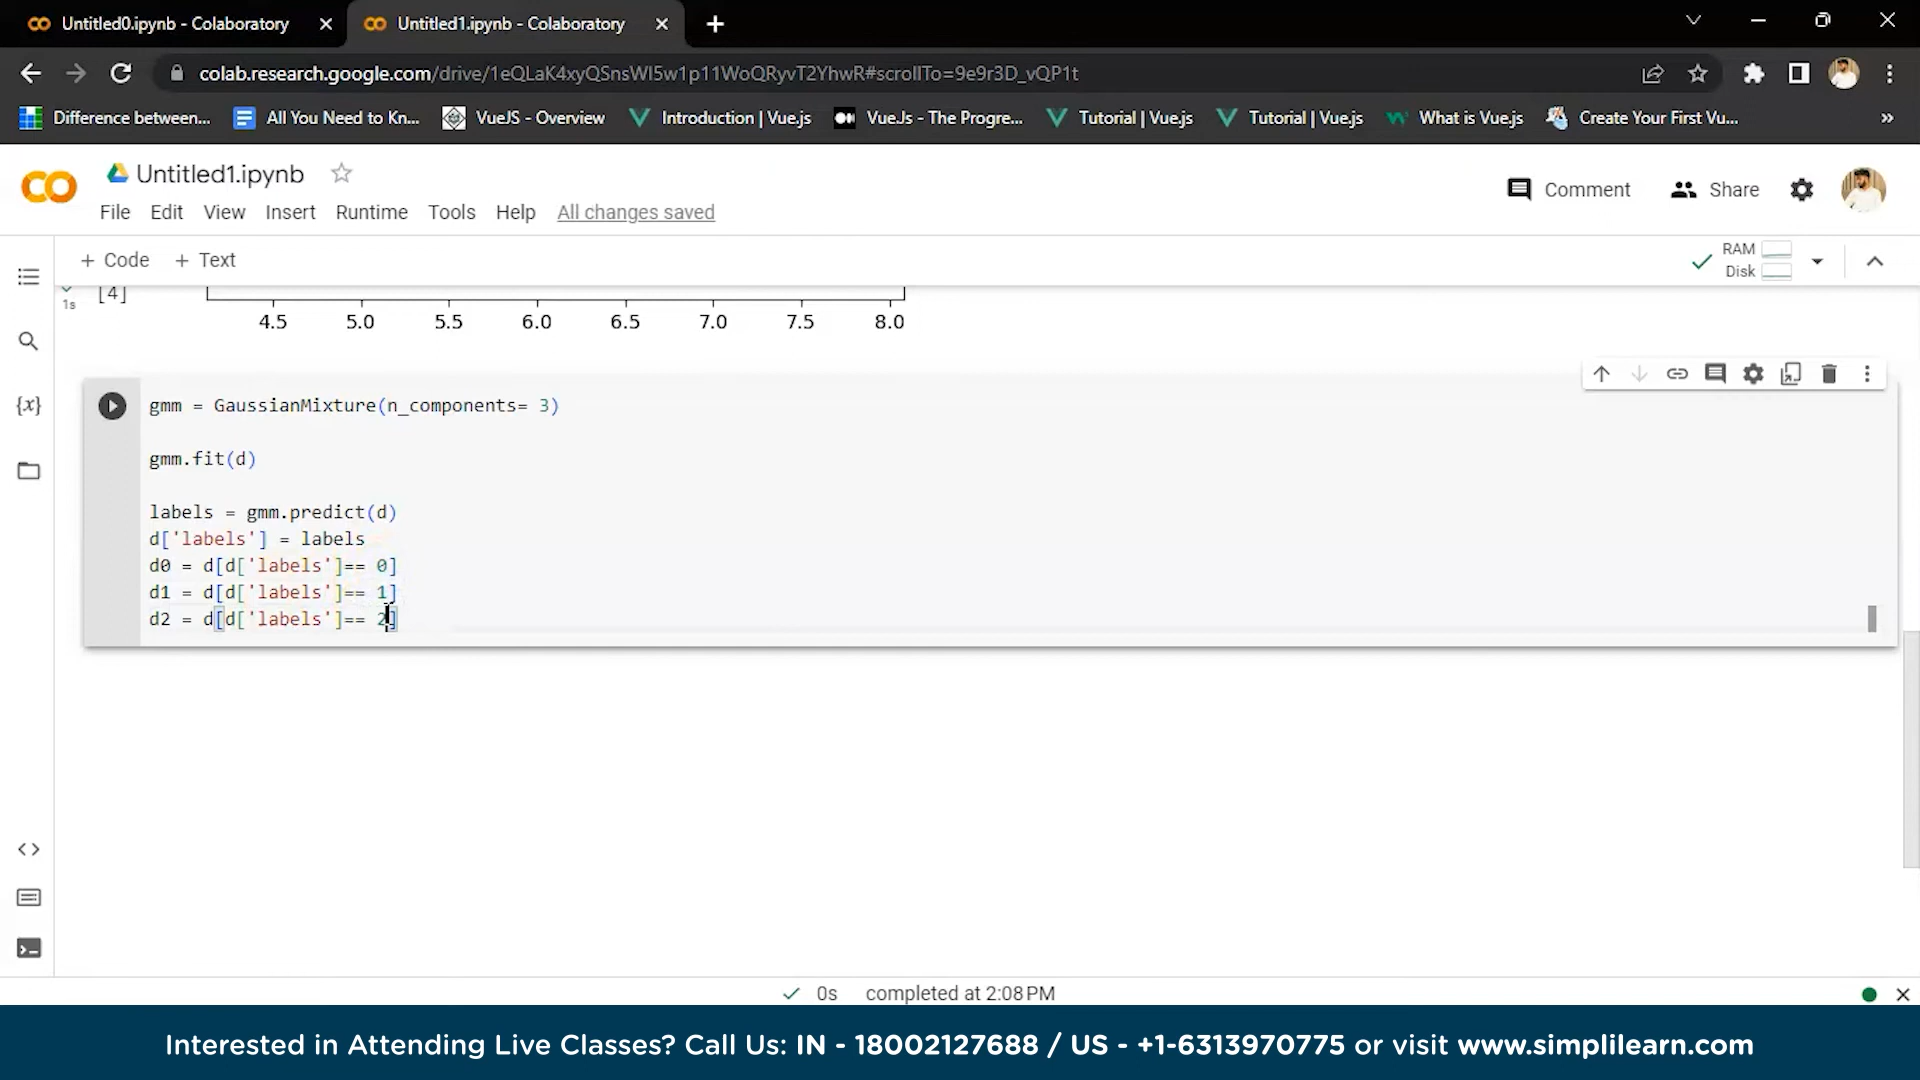 Untitled0.ipynb - Colaboratory
Untitled1.ipynb - Colaboratory
colab.research.google.com/drive/1eQLaK4xyQSnsWI5w1p11WoQRyvT2YhwR#scrollTo=9e9r3D_vQP1t
Difference between...
All You Need to Kn...
VueJS - Overview
Introduction | Vue.js
VueJs - The Progre...
Tutorial | Vue.js
Tutorial | Vue.js
What is Vue.js
Create Your First Vu...
»
CO
Untitled1.ipynb
Comment
Share
File Edit View Insert Runtime Tools Help All changes saved
+ Code + Text
RAM
Disk
1s
[4]
4.5 5.0 5.5 6.0 6.5 7.0 7.5 8.0
{x}
gmm = GaussianMixture(n_components= 3)
gmm.fit(d)
labels = gmm.predict(d)
d['labels'] = labels
d0 = d[d['labels']== 0]
d1 = d[d['labels']== 1]
d2 = d[d['labels']== 2]
0s completed at 2:08 PM
Interested in Attending Live Classes? Call Us: IN - 18002127688 / US - +1-6313970775 or visit www.simplilearn.com